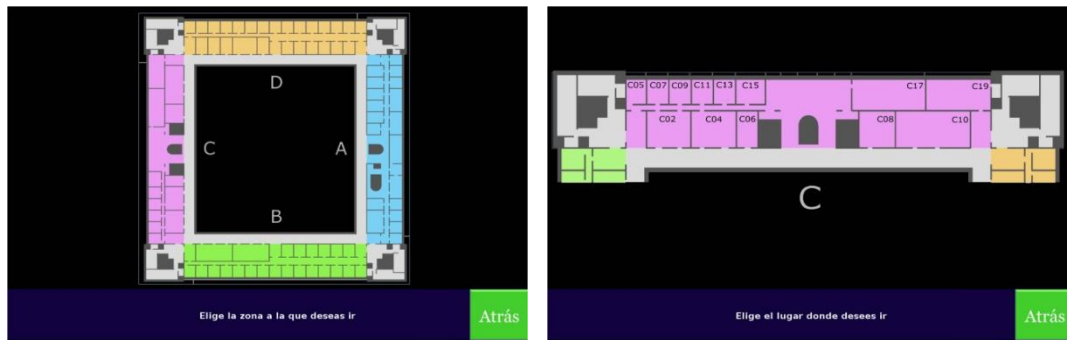 D
C
A
B
Elige la zona a la que deseas ir
Atrás
C05 C07 C09 C11 C13 C15 C17 C19
C02 C04 C06 C08 C10
C
Elige el lugar donde desees ir
Atrás